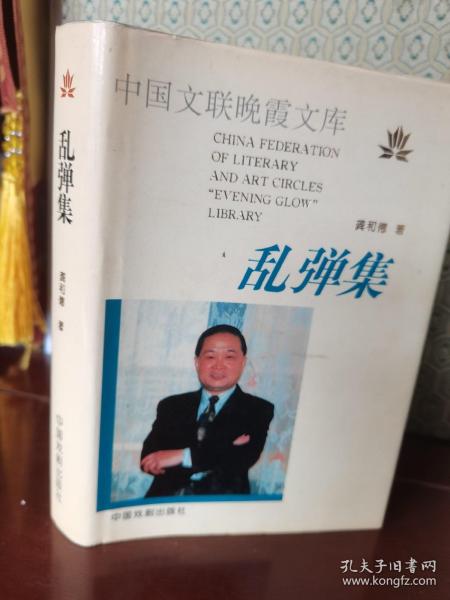 乱弹集
龚和德 著
中国戏剧出版社
中国文联晚霞文库
CHINA FEDERATION
OF LITERARY
AND ART CIRCLES
"EVENING GLOW"
LIBRARY
龚和德 著
乱弹集
中国戏剧出版社
孔夫子旧书网
www.kongfz.com